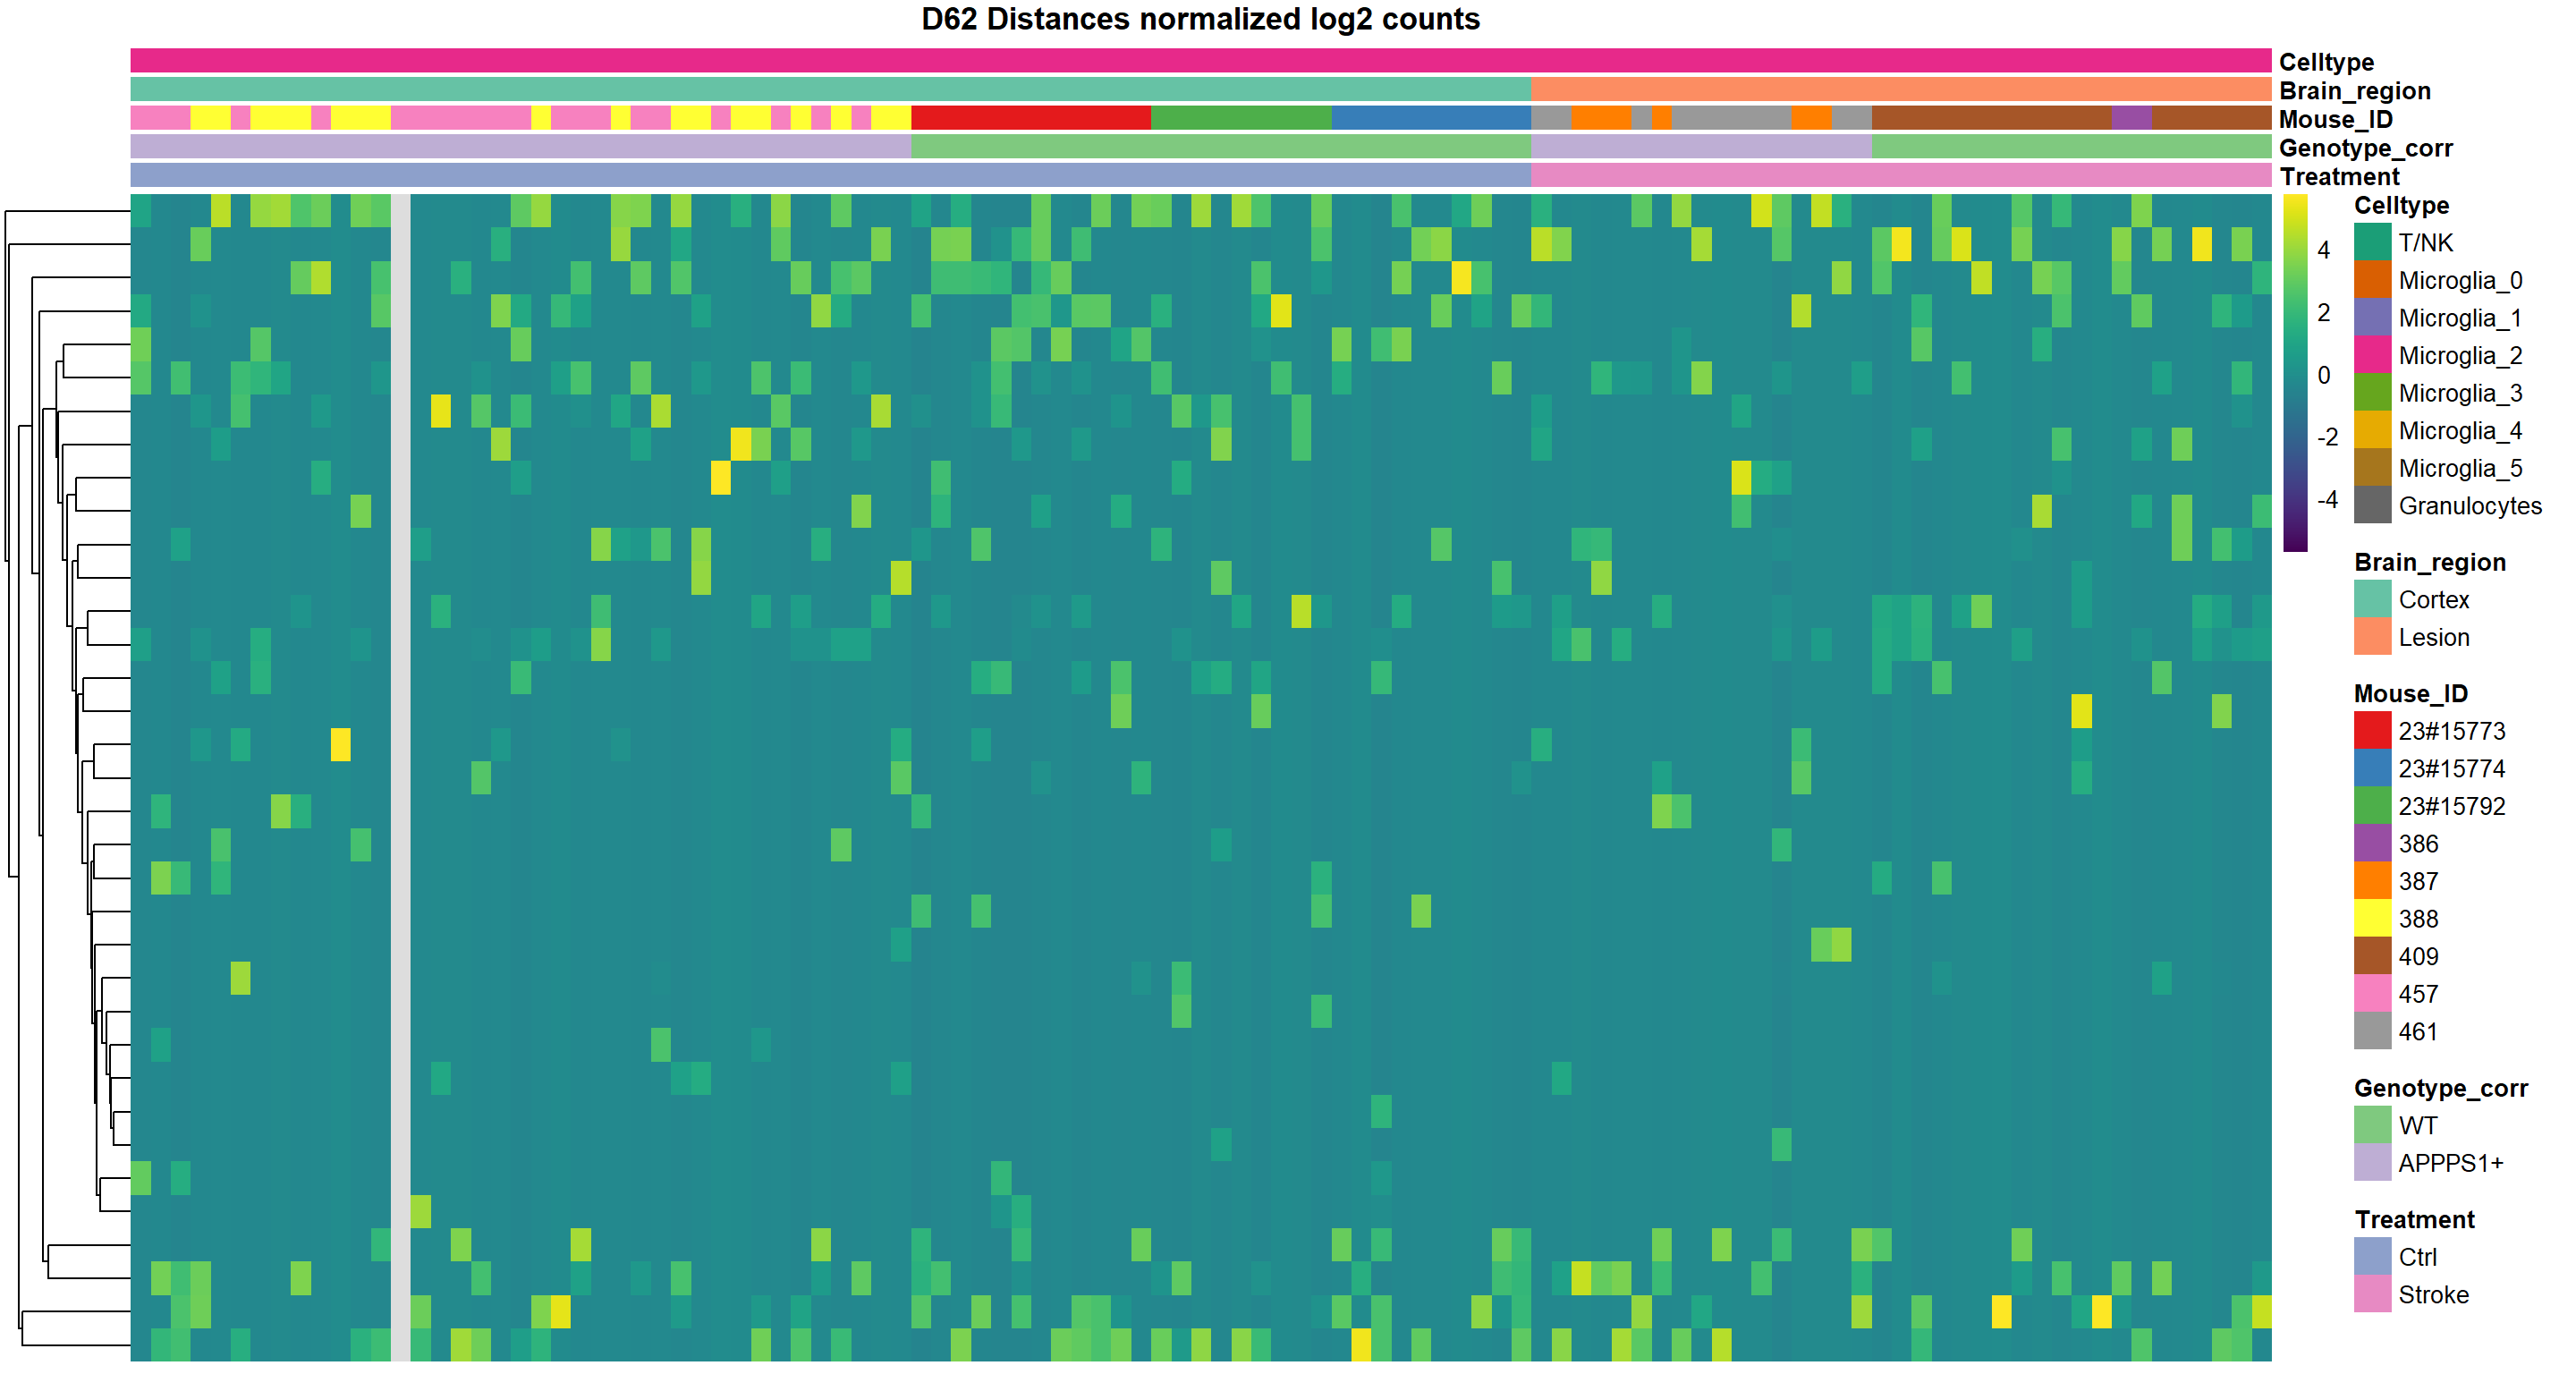 D62 Distances normalized log2 counts
Celltype
Brain_region
Mouse_ID
Genotype_corr
Treatment
4
2
0
-2
-4
Celltype
T/NK
Microglia_0
Microglia_1
Microglia_2
Microglia_3
Microglia_4
Microglia_5
Granulocytes
Brain_region
Cortex
Lesion
Mouse_ID
23#15773
23#15774
23#15792
386
387
388
409
457
461
Genotype_corr
WT
APPPS1+
Treatment
Ctrl
Stroke